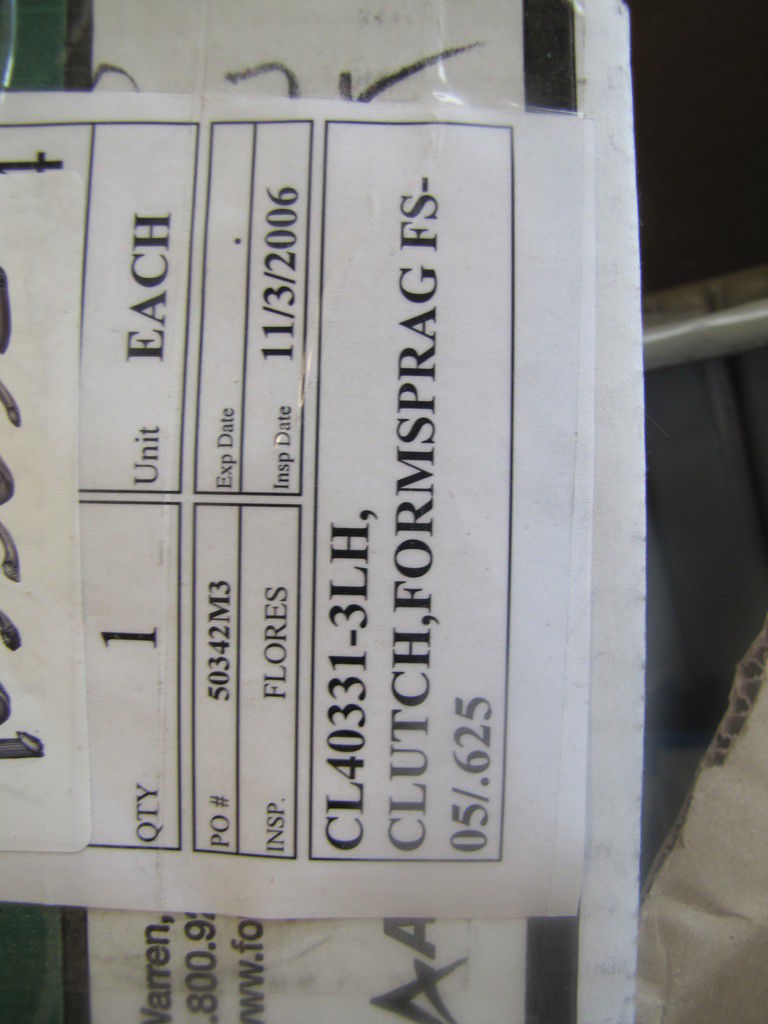 QTY 1 Unit EACH
PO # 50342M3 Exp Date
INSP. FLORES Insp Date 11/3/2006
CL40331-3LH,
CLUTCH,FORMSPRAG FS-
05/.625
Warren,
.800.92
www.fo